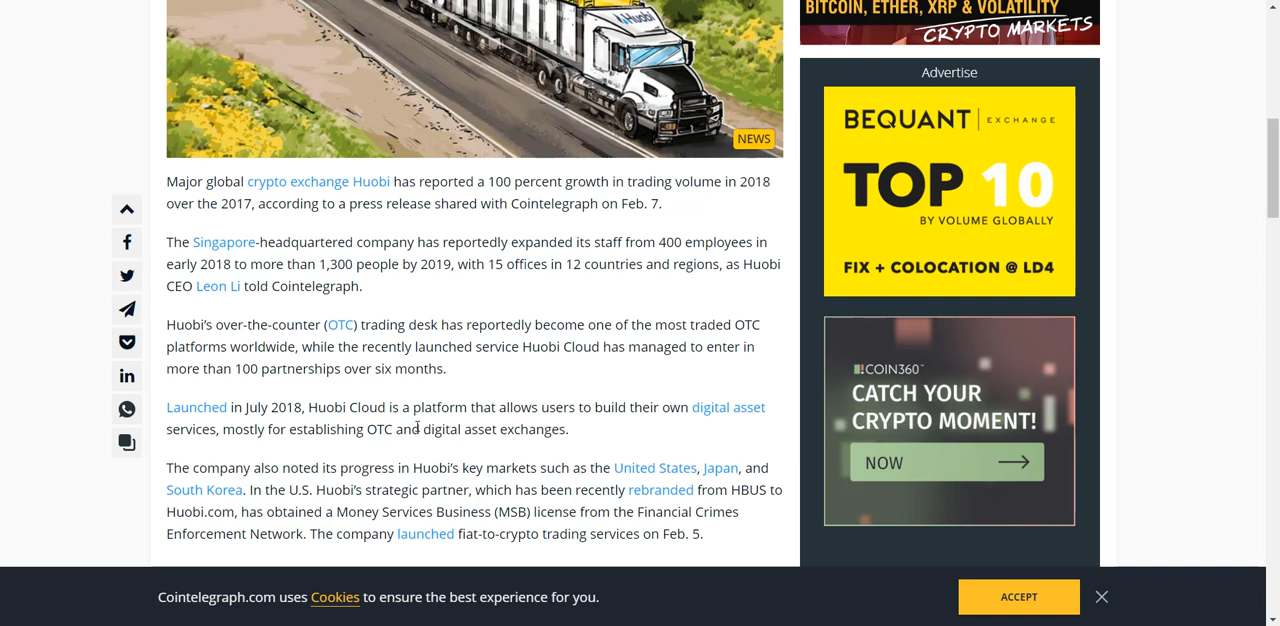 BITCOIN, ETHER, XRP & VOLATILITY
CRYPTO MARKETS
Huobi
NEWS
Major global crypto exchange Huobi has reported a 100 percent growth in trading volume in 2018
over the 2017, according to a press release shared with Cointelegraph on Feb. 7.
The Singapore-headquartered company has reportedly expanded its staff from 400 employees in
early 2018 to more than 1,300 people by 2019, with 15 offices in 12 countries and regions, as Huobi
CEO Leon Li told Cointelegraph.
Huobi’s over-the-counter (OTC) trading desk has reportedly become one of the most traded OTC
platforms worldwide, while the recently launched service Huobi Cloud has managed to enter in
more than 100 partnerships over six months.
Launched in July 2018, Huobi Cloud is a platform that allows users to build their own digital asset
services, mostly for establishing OTC and digital asset exchanges.
The company also noted its progress in Huobi’s key markets such as the United States, Japan, and
South Korea. In the U.S. Huobi’s strategic partner, which has been recently rebranded from HBUS to
Huobi.com, has obtained a Money Services Business (MSB) license from the Financial Crimes
Enforcement Network. The company launched fiat-to-crypto trading services on Feb. 5.
Advertise
BEQUANT | EXCHANGE
TOP 10
BY VOLUME GLOBALLY
FIX + COLOCATION @ LD4
COIN360™
CATCH YOUR
CRYPTO MOMENT!
NOW
Cointelegraph.com uses Cookies to ensure the best experience for you.
ACCEPT